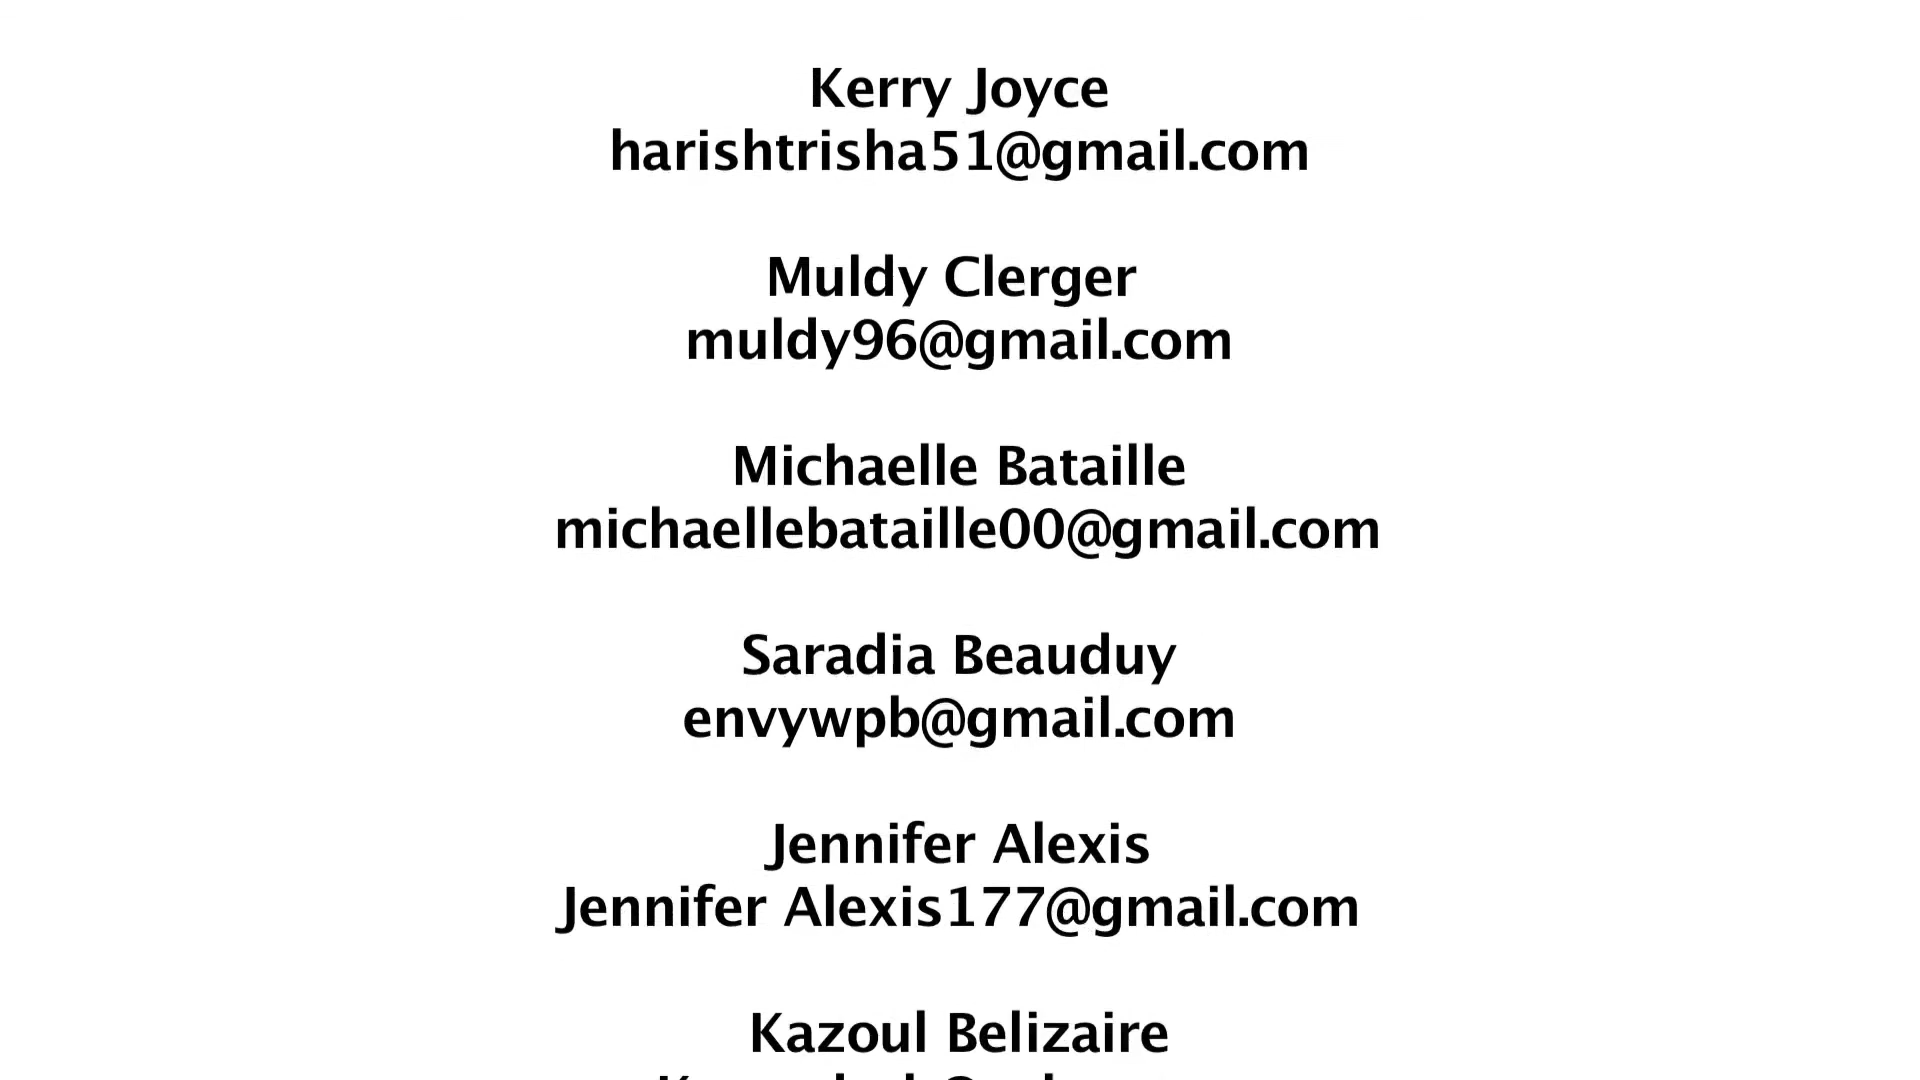 Kerry Joyce
harishtrisha51@gmail.com
Muldy Clerger
muldy96@gmail.com
Michaelle Bataille
michaellebataille00@gmail.com
Saradia Beauduy
envywpb@gmail.com
Jennifer Alexis
Jennifer Alexis177@gmail.com
Kazoul Belizaire